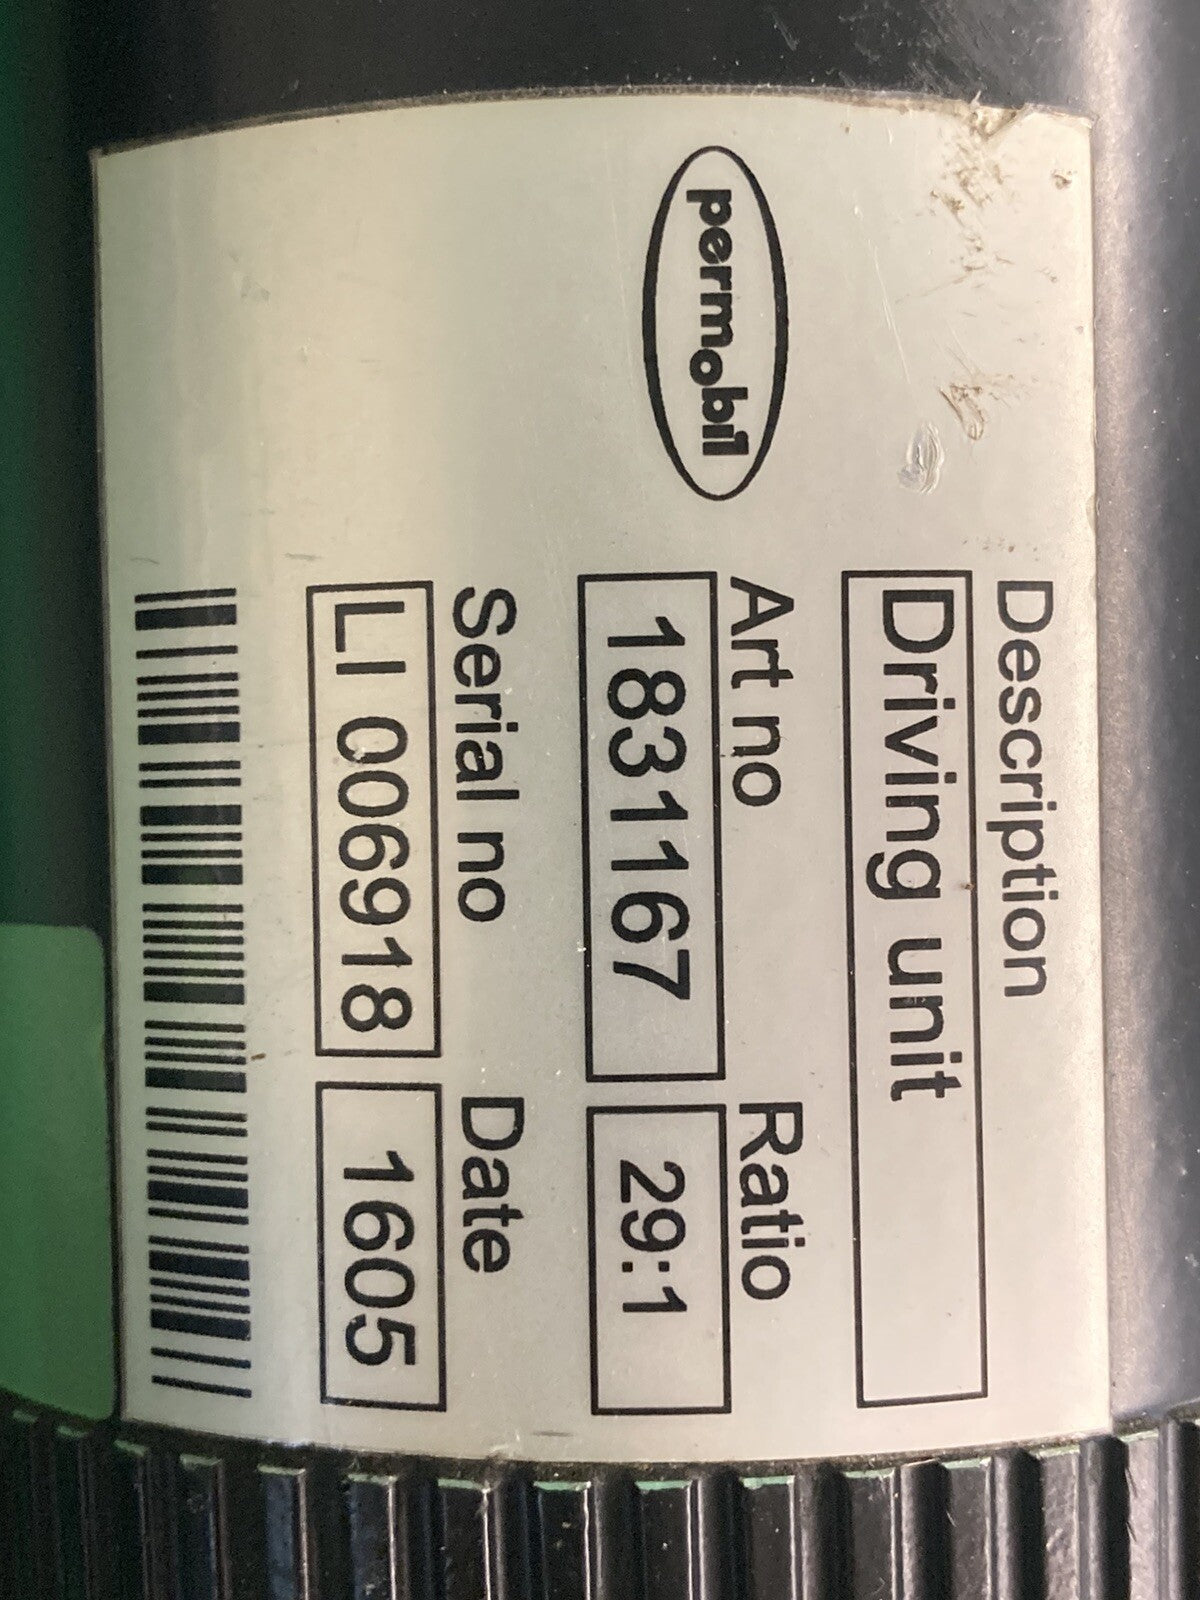 permobil
Description
Driving unit
Art no Ratio
1831167 29:1
Serial no Date
LI 006918 1605